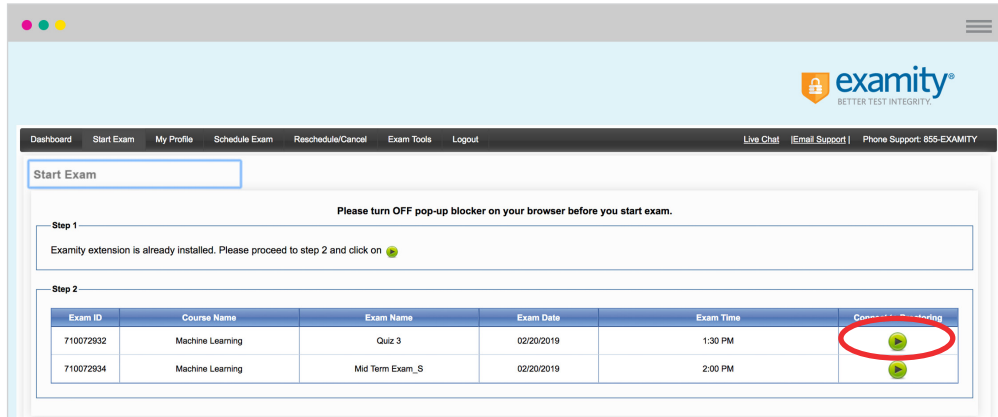 examity®
BETTER TEST INTEGRITY.
Dashboard Start Exam My Profile Schedule Exam Reschedule/Cancel Exam Tools Logout Live Chat |Email Support| Phone Support: 855-EXAMITY
Start Exam
Please turn OFF pop-up blocker on your browser before you start exam.
Step 1
Examity extension is already installed. Please proceed to step 2 and click on
Step 2
Exam ID Course Name Exam Name Exam Date Exam Time
710072932 Machine Learning Quiz 3 02/20/2019 1:30 PM
710072934 Machine Learning Mid Term Exam_S 02/20/2019 2:00 PM